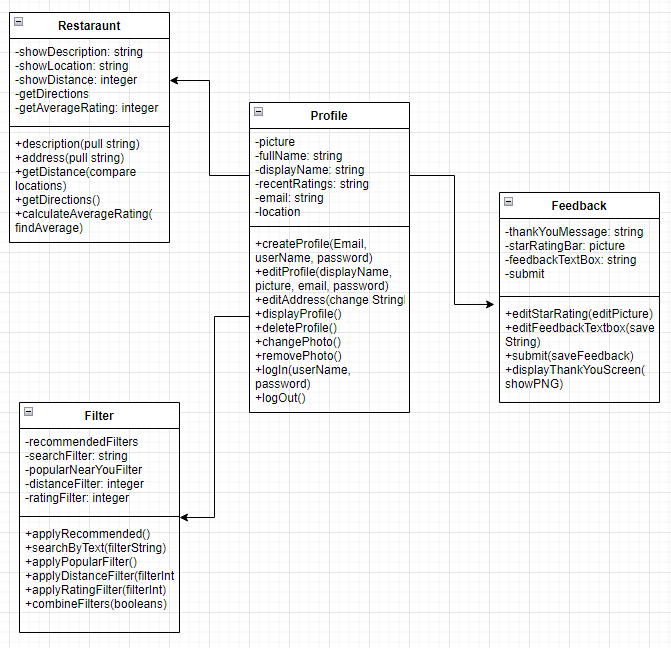 Restaraunt
-showDescription: string
-showLocation: string
-showDistance: integer
-getDirections
-getAverageRating: integer
+description(pull string)
+address(pull string)
+getDistance(compare
locations)
+getDirections()
+calculateAverageRating(
findAverage)
Profile
-picture
-fullName: string
-displayName: string
-recentRatings: string
-email: string
-location
+createProfile(Email,
userName, password)
+editProfile(displayName,
picture, email, password)
+editAddress(change String
+displayProfile()
+deleteProfile()
+changePhoto()
+removePhoto()
+logIn(userName,
password)
+logOut()
Feedback
-thankYouMessage: string
-starRatingBar: picture
-feedbackTextBox: string
-submit
+editStarRating(editPicture)
+editFeedbackTextbox(save
String)
+submit(saveFeedback)
+displayThankYouScreen(
showPNG)
Filter
-recommendedFilters
-searchFilter: string
-popularNearYouFilter
-distanceFilter: integer
-ratingFilter: integer
+applyRecommended()
+searchByText(filterString)
+applyPopularFilter()
+applyDistanceFilter(filterInt
+applyRatingFilter(filterInt)
+combineFilters(booleans)